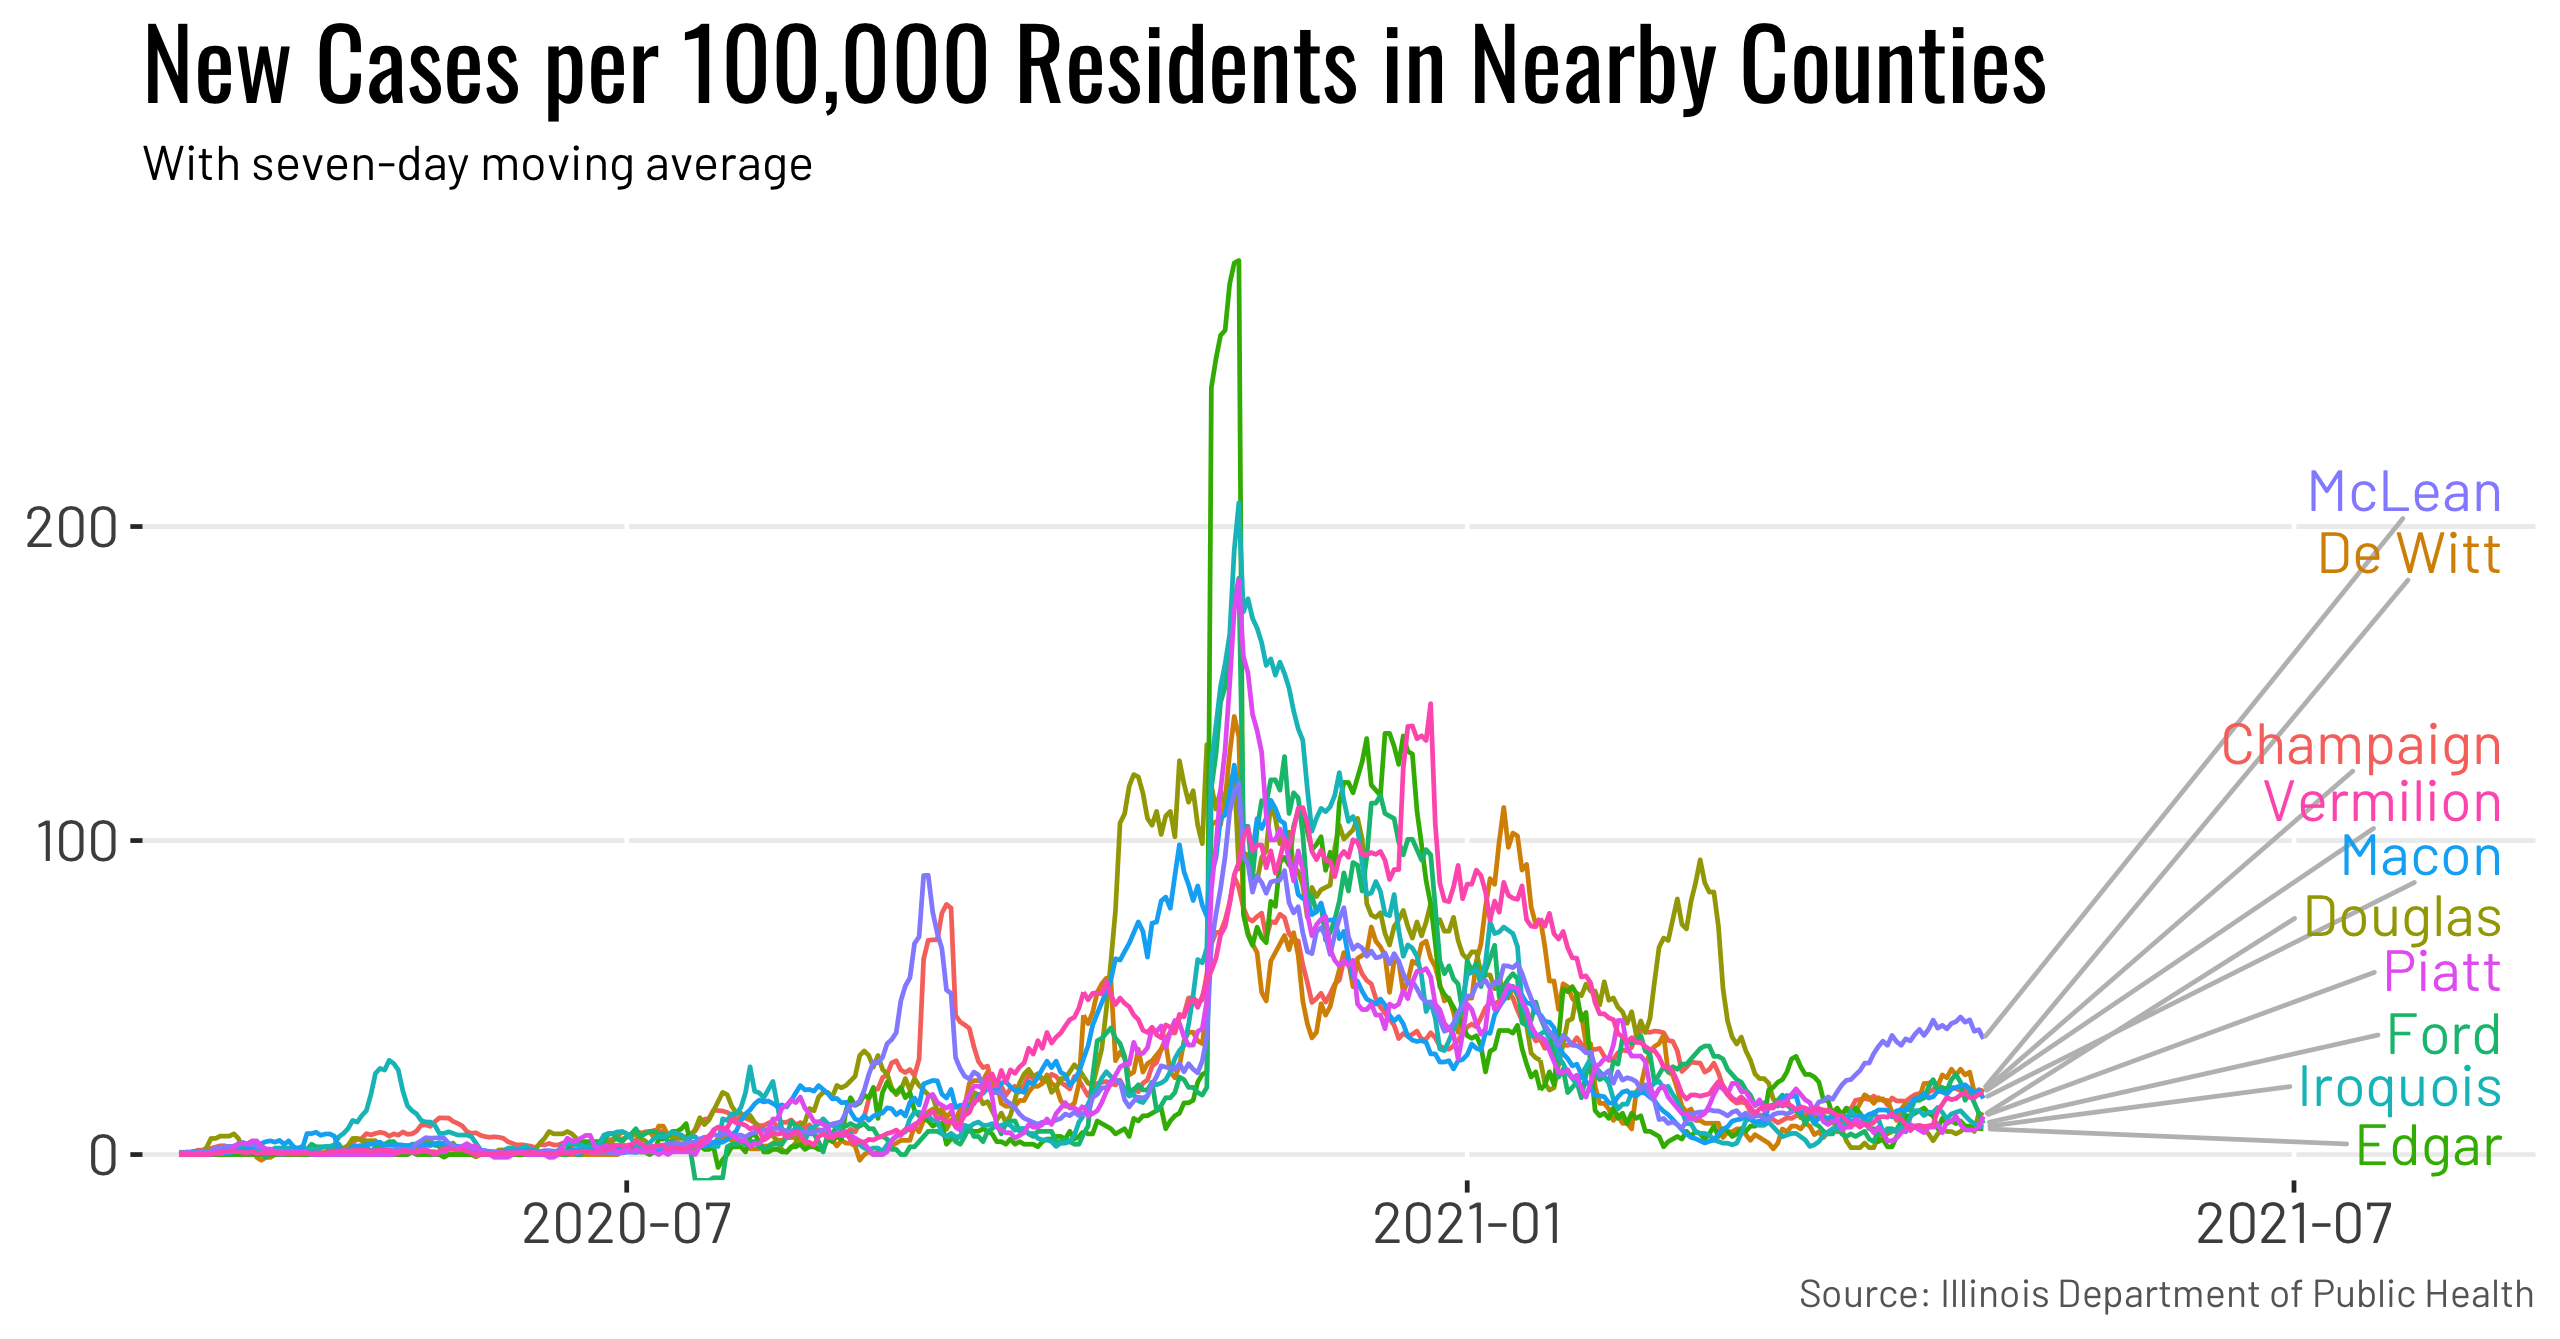 New Cases per 100,000 Residents in Nearby Counties
With seven-day moving average
200
100
0
McLean
De Witt
Champaign
Vermilion
Macon
Douglas
Piatt
Ford
Iroquois
Edgar
2020-07
2021-01
2021-07
Source: Illinois Department of Public Health